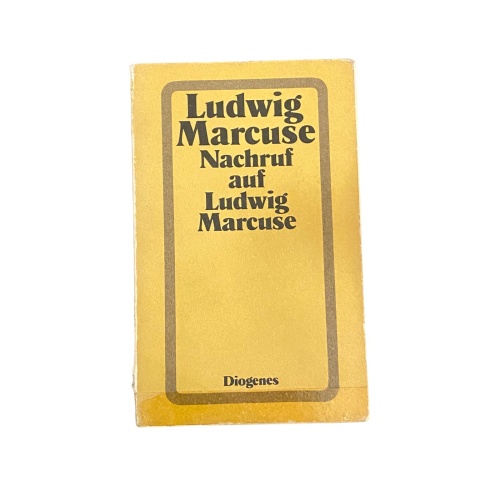 Ludwig
Marcuse
Nachruf
auf
Ludwig
Marcuse
Diogenes